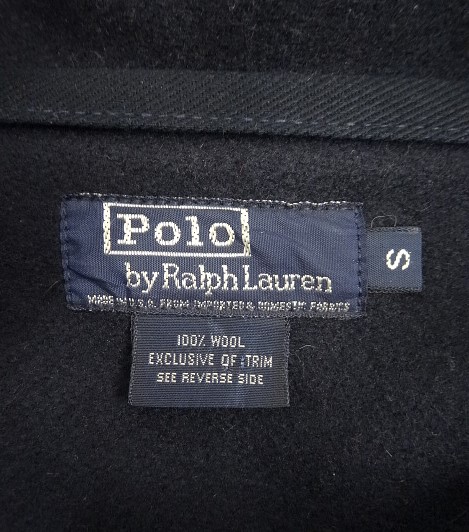 Polo
by Ralph Lauren
MADE IN U.S.A. FROM IMPORTED & DOMESTIC FABRICS
S
100% WOOL
EXCLUSIVE OF TRIM
SEE REVERSE SIDE